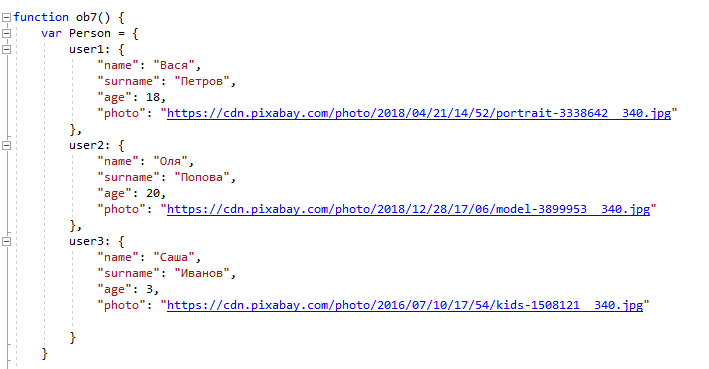 function ob7() {
    var Person = {
        user1: {
            "name": "Вася",
            "surname": "Петров",
            "age": 18,
            "photo": "https://cdn.pixabay.com/photo/2018/04/21/14/52/portrait-3338642__340.jpg"
        },
        user2: {
            "name": "Оля",
            "surname": "Попова",
            "age": 20,
            "photo": "https://cdn.pixabay.com/photo/2018/12/28/17/06/model-3899953__340.jpg"
        },
        user3: {
            "name": "Саша",
            "surname": "Иванов",
            "age": 3,
            "photo": "https://cdn.pixabay.com/photo/2016/07/10/17/54/kids-1508121__340.jpg"
        }
    }